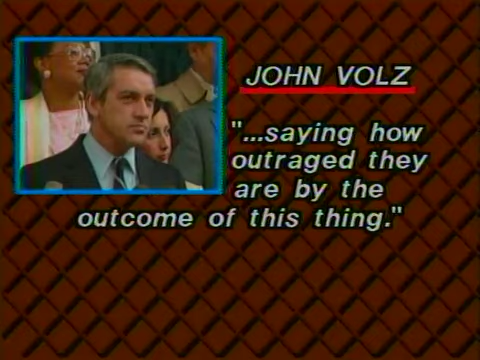 JOHN VOLZ
"...saying how
outraged they
are by the
outcome of this thing."